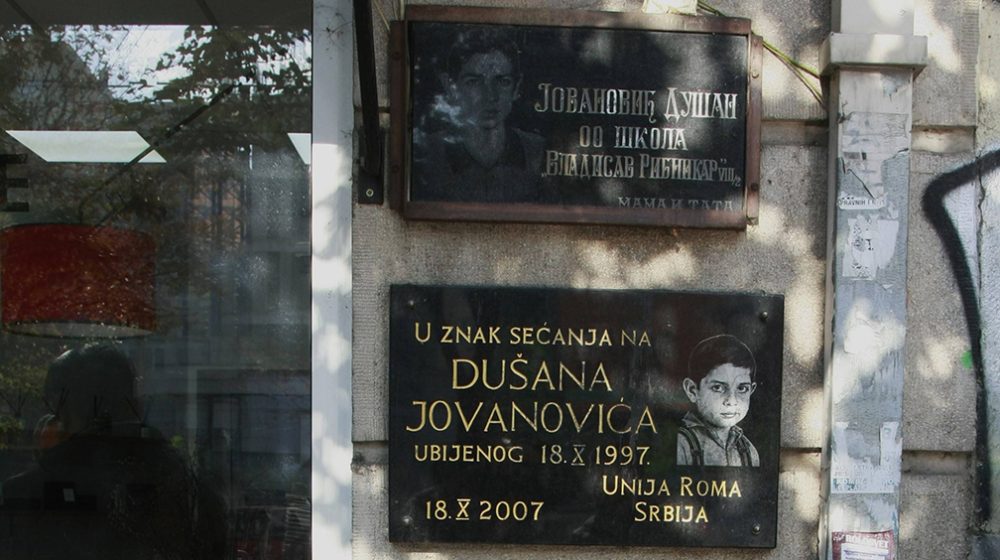 ЈОВАНОВИЋ ДУШАН
ОО ШКОЛА
„ВЛАДИСАВ РИБНИКАР" VIII/2
МАМА И ТАТА
U ZNAK SEĆANJA NA
DUŠANA
JOVANOVIĆA
UBIJENOG 18. X 1997.
UNIJA ROMA
SRBIJA
18. X 2007